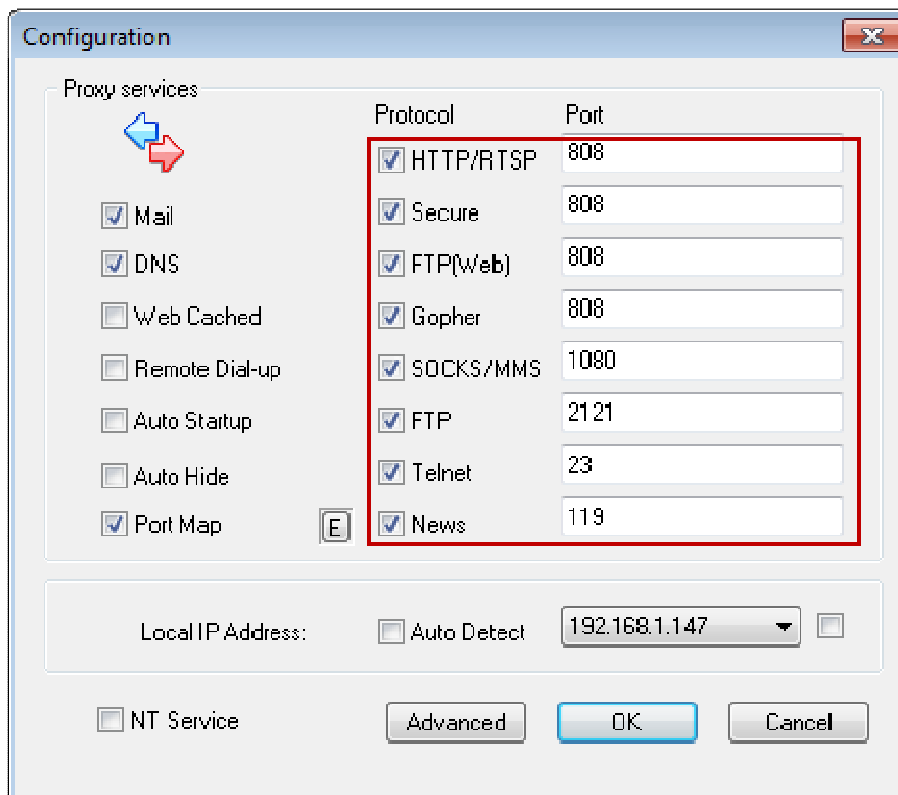 Configuration
Proxy services
Protocol Port
HTTP/RTSP 808
Mail Secure 808
DNS FTP(Web) 808
Web Cached Gopher 808
Remote Dial-up SOCKS/MMS 1080
Auto Startup FTP 2121
Auto Hide Telnet 23
Port Map E News 119
Local IP Address: Auto Detect 192.168.1.147
NT Service Advanced OK Cancel